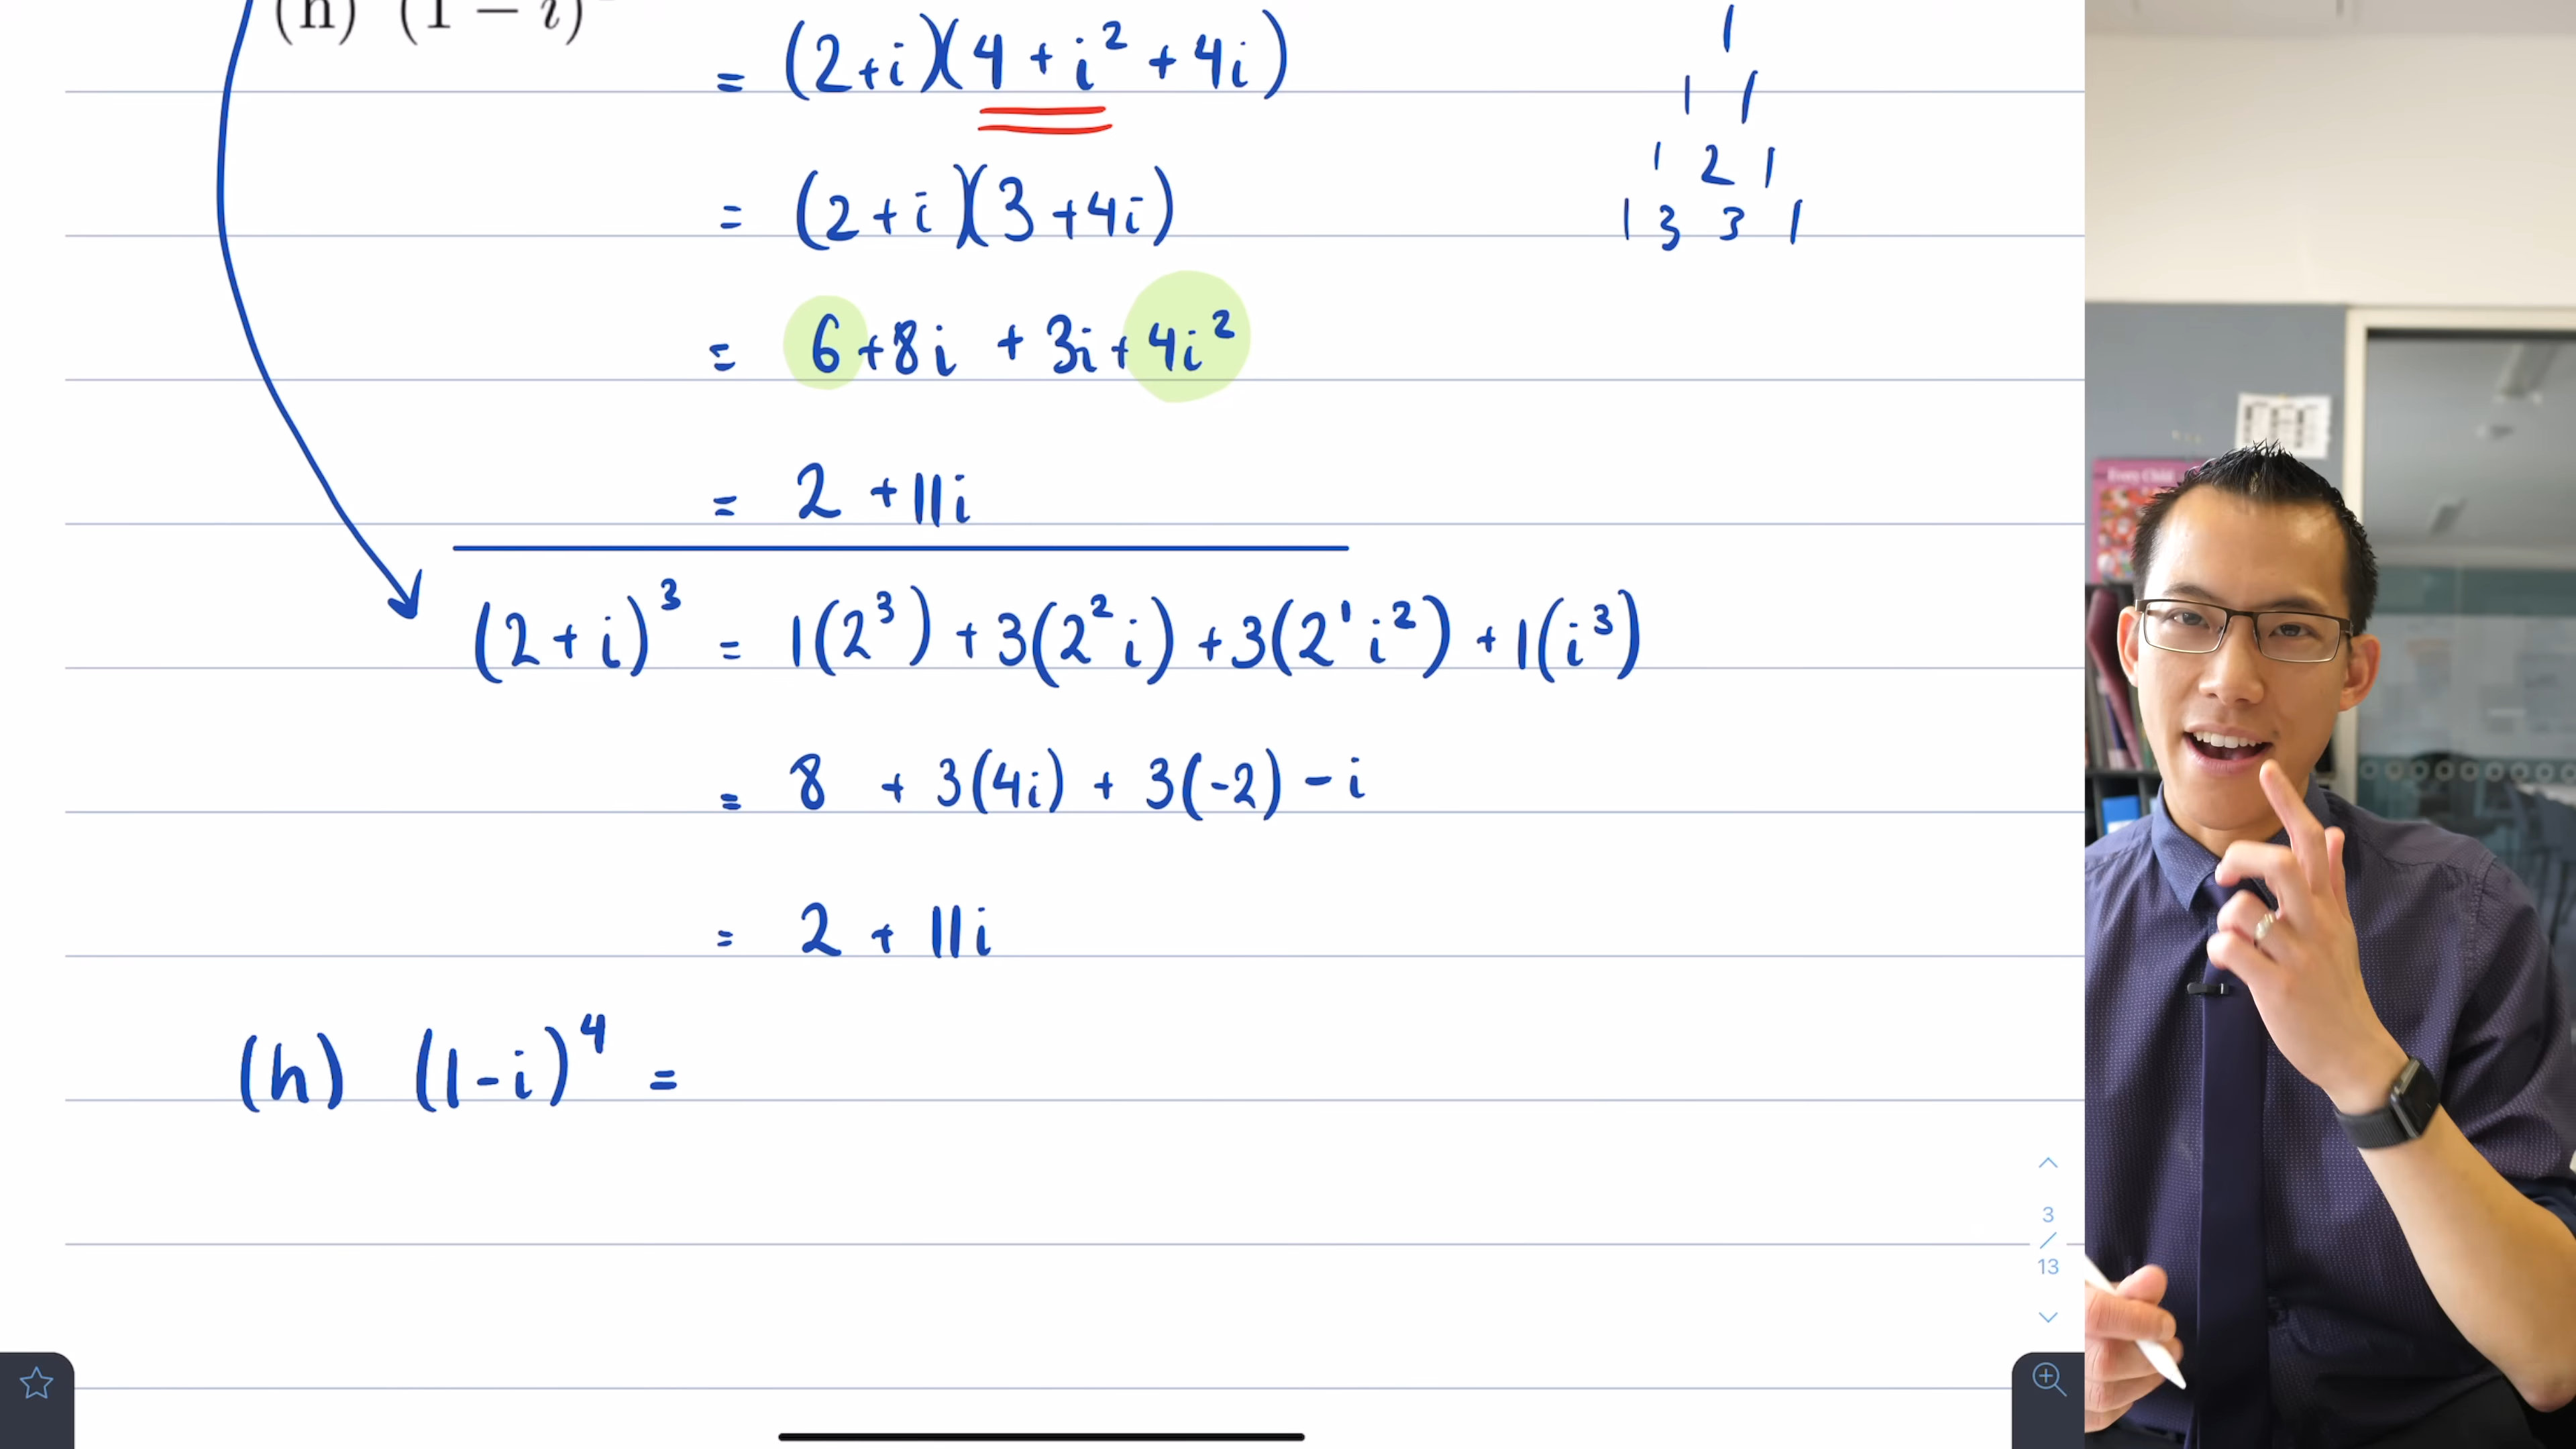 (h) (1 − i)
= (2+i)(4 + i² + 4i)
= (2+i)(3+4i)
= 6+8i + 3i+4i²
= 2 +11i
1
1 1
1 2 1
1 3 3 1
(2+i)³ = 1(2³) + 3(2²i) + 3(2¹i²) + 1(i³)
= 8 + 3(4i) + 3(-2) - i
= 2 + 11i
(h) (1-i)⁴ =
3
/
13